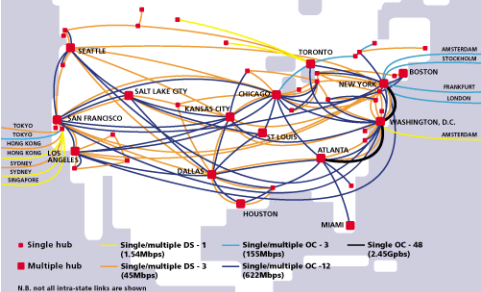 SEATTLE
TORONTO
AMSTERDAM
STOCKHOLM
BOSTON
NEW YORK
FRANKFURT
LONDON
SALT LAKE CITY
CHICAGO
KANSAS CITY
SAN FRANCISCO
WASHINGTON, D.C.
ST LOUIS
AMSTERDAM
TOKYO
TOKYO
HONG KONG
HONG KONG
SYDNEY
SYDNEY
SINGAPORE
LOS
ANGELES
ATLANTA
DALLAS
HOUSTON
MIAMI
Single hub
Multiple hub
Single/multiple DS - 1
(1.54Mbps)
Single/multiple DS - 3
(45Mbps)
Single/multiple OC - 3
(155Mbps)
Single/multiple OC -12
(622Mbps)
Single OC - 48
(2.45Gpbs)
N.B. not all intra-state links are shown